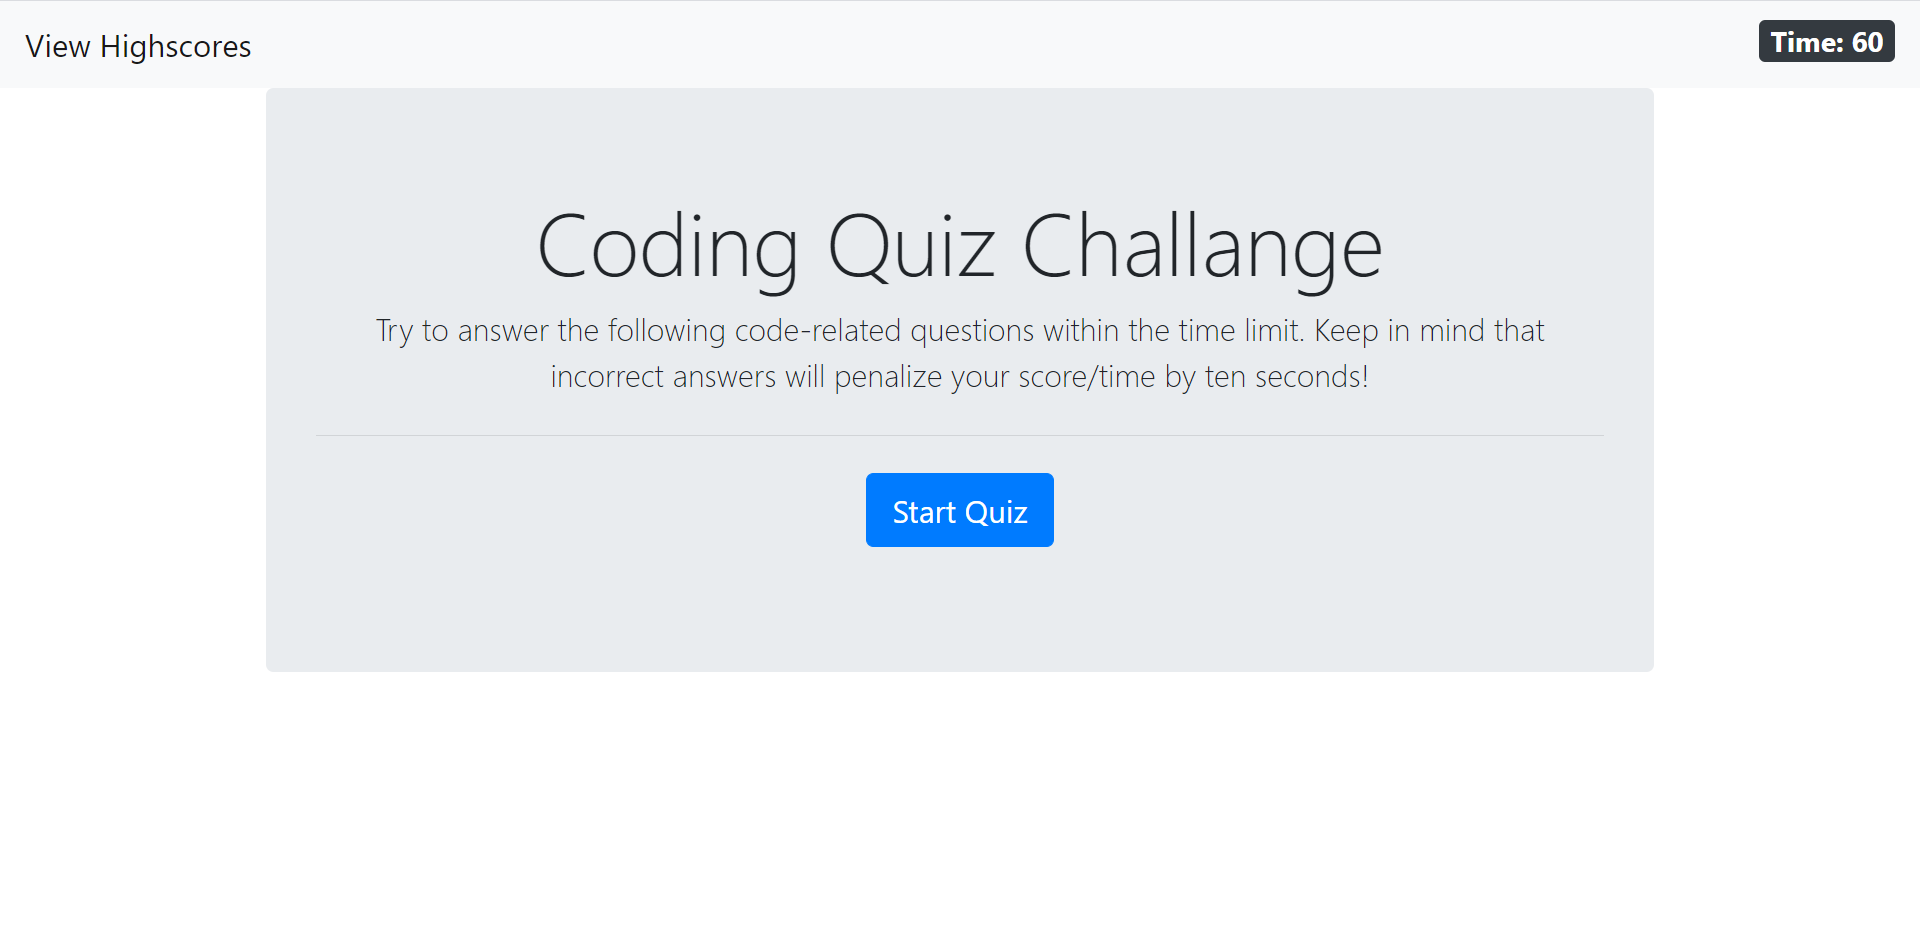 View Highscores
Time: 60
Coding Quiz Challange
Try to answer the following code-related questions within the time limit. Keep in mind that
incorrect answers will penalize your score/time by ten seconds!
Start Quiz